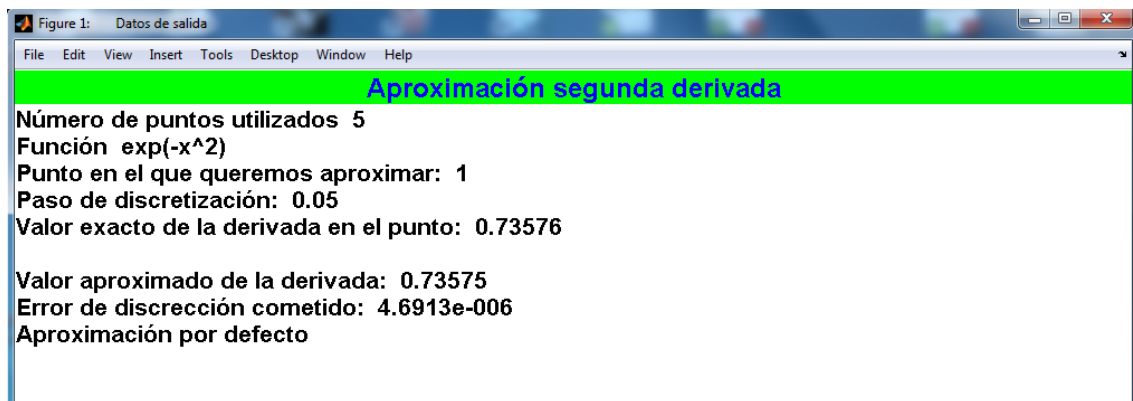 Figure 1: Datos de salida
File Edit View Insert Tools Desktop Window Help
Aproximación segunda derivada
Número de puntos utilizados 5
Función exp(-x^2)
Punto en el que queremos aproximar: 1
Paso de discretización: 0.05
Valor exacto de la derivada en el punto: 0.73576
Valor aproximado de la derivada: 0.73575
Error de discrección cometido: 4.6913e-006
Aproximación por defecto